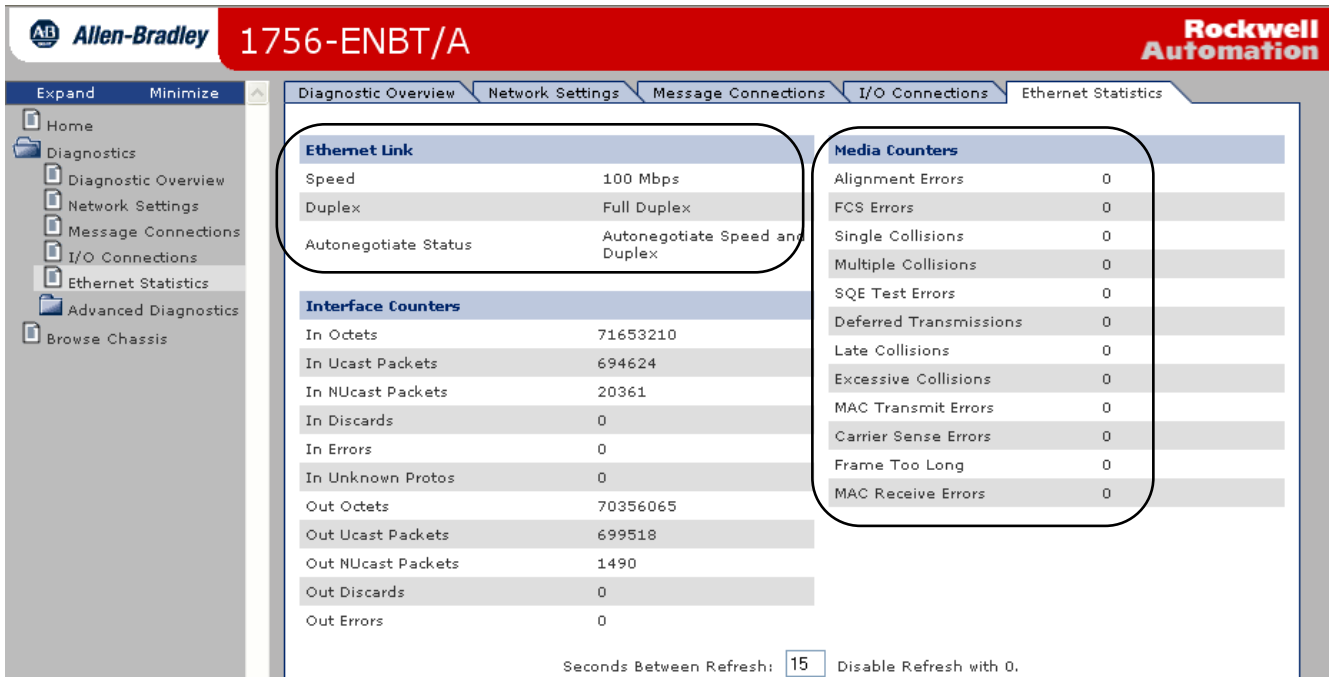 AB Allen-Bradley
1756-ENBT/A
Rockwell
Automation
Expand Minimize
Home
Diagnostics
Diagnostic Overview
Network Settings
Message Connections
I/O Connections
Ethernet Statistics
Advanced Diagnostics
Browse Chassis
Diagnostic Overview Network Settings Message Connections I/O Connections Ethernet Statistics
Ethernet Link
Speed 100 Mbps
Duplex Full Duplex
Autonegotiate Status Autonegotiate Speed and
Duplex
Interface Counters
In Octets 71653210
In Ucast Packets 694624
In NUcast Packets 20361
In Discards 0
In Errors 0
In Unknown Protos 0
Out Octets 70356065
Out Ucast Packets 699518
Out NUcast Packets 1490
Out Discards 0
Out Errors 0
Media Counters
Alignment Errors 0
FCS Errors 0
Single Collisions 0
Multiple Collisions 0
SQE Test Errors 0
Deferred Transmissions 0
Late Collisions 0
Excessive Collisions 0
MAC Transmit Errors 0
Carrier Sense Errors 0
Frame Too Long 0
MAC Receive Errors 0
Seconds Between Refresh: 15 Disable Refresh with 0.